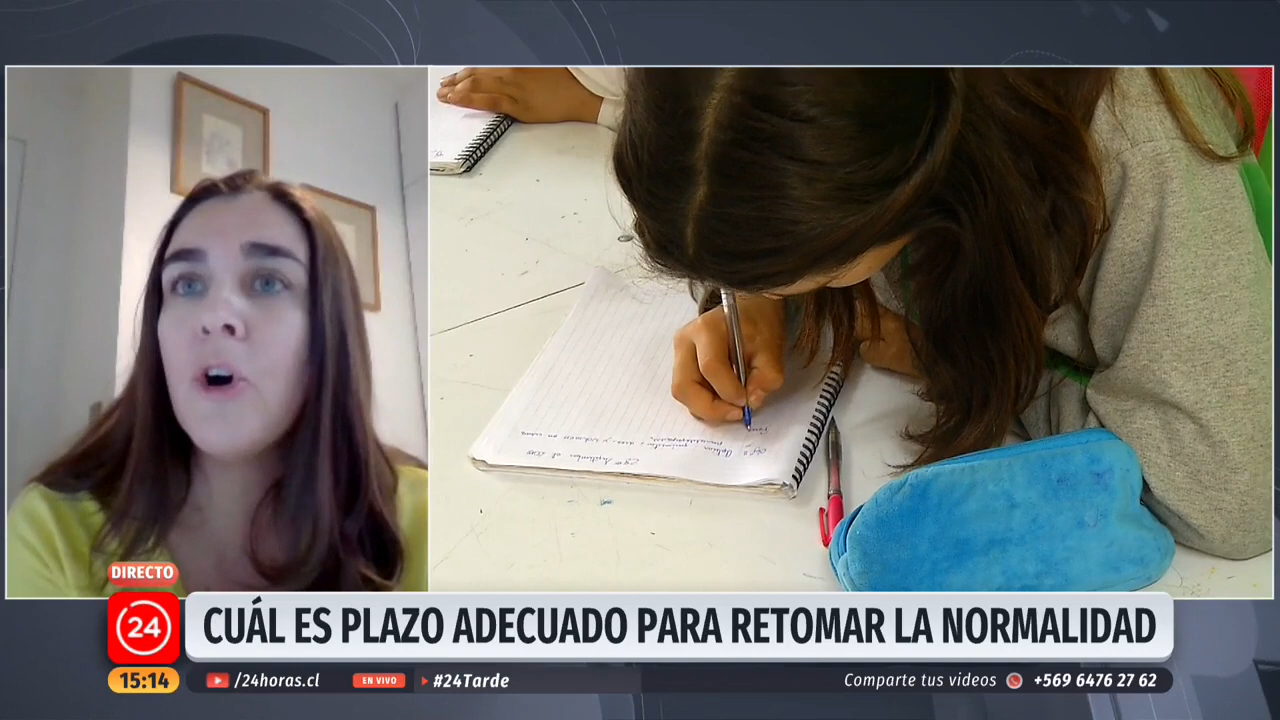 DIRECTO
24
CUÁL ES PLAZO ADECUADO PARA RETOMAR LA NORMALIDAD
15:14
/24horas.cl
EN VIVO
#24Tarde
Comparte tus videos
+569 6476 27 62